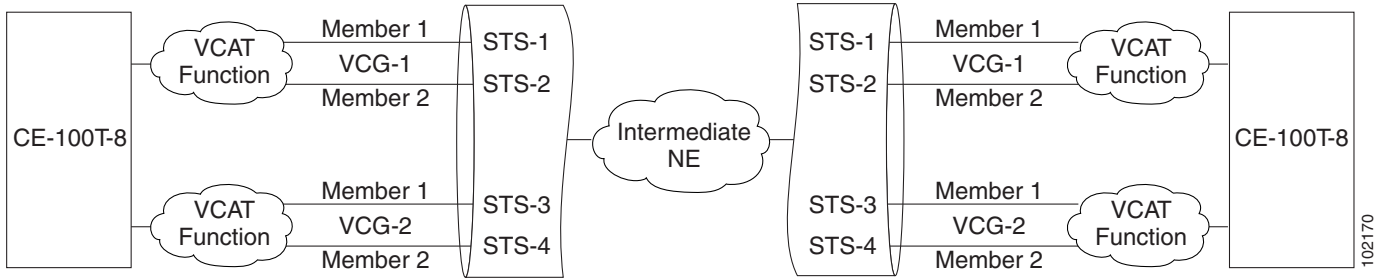 CE-100T-8
VCAT
Function
Member 1
VCG-1
Member 2
STS-1
STS-2
VCAT
Function
Member 1
VCG-2
Member 2
STS-3
STS-4
Intermediate
NE
STS-1
STS-2
Member 1
VCG-1
Member 2
VCAT
Function
STS-3
STS-4
Member 1
VCG-2
Member 2
VCAT
Function
CE-100T-8
102170